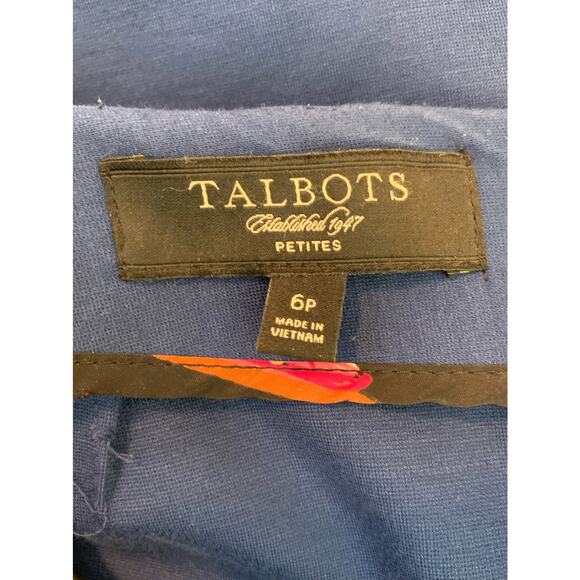 TALBOTS
Established 1947
PETITES
6P
MADE IN
VIETNAM